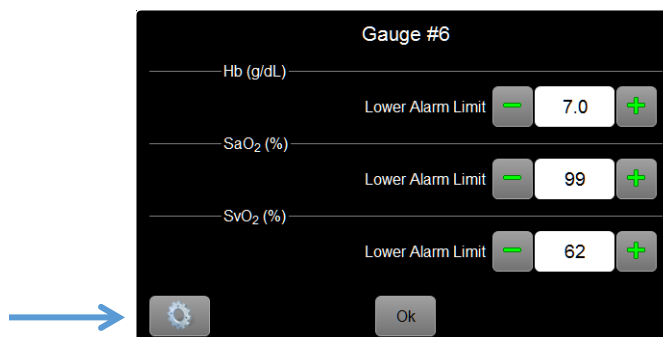 Gauge #6
Hb (g/dL)
Lower Alarm Limit 7.0
SaO₂ (%)
Lower Alarm Limit 99
SvO₂ (%)
Lower Alarm Limit 62
Ok